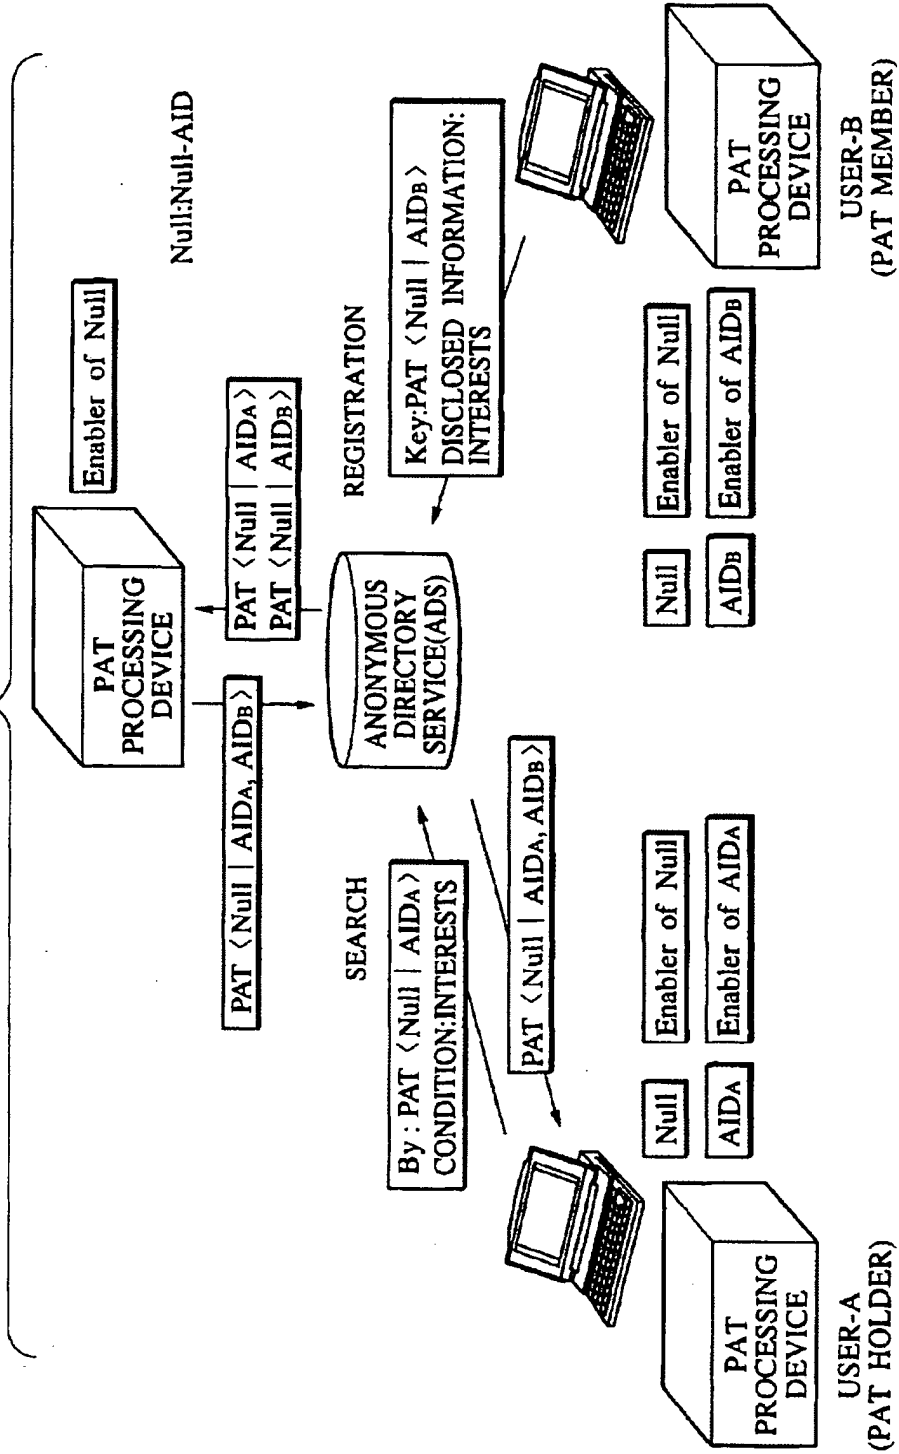 Null:Null-AID
Enabler of Null
PAT
PROCESSING
DEVICE
PAT <Null | AIDA, AIDB>
PAT <Null | AIDA>
PAT <Null | AIDB>
SEARCH
REGISTRATION
By : PAT <Null | AIDA>
CONDITION:INTERESTS
ANONYMOUS
DIRECTORY
SERVICE(ADS)
Key:PAT <Null | AIDB>
DISCLOSED INFORMATION:
INTERESTS
PAT <Null | AIDA, AIDB>
Null
Enabler of Null
AIDA
Enabler of AIDA
Null
Enabler of Null
AIDB
Enabler of AIDB
PAT
PROCESSING
DEVICE
USER-A
(PAT HOLDER)
PAT
PROCESSING
DEVICE
USER-B
(PAT MEMBER)